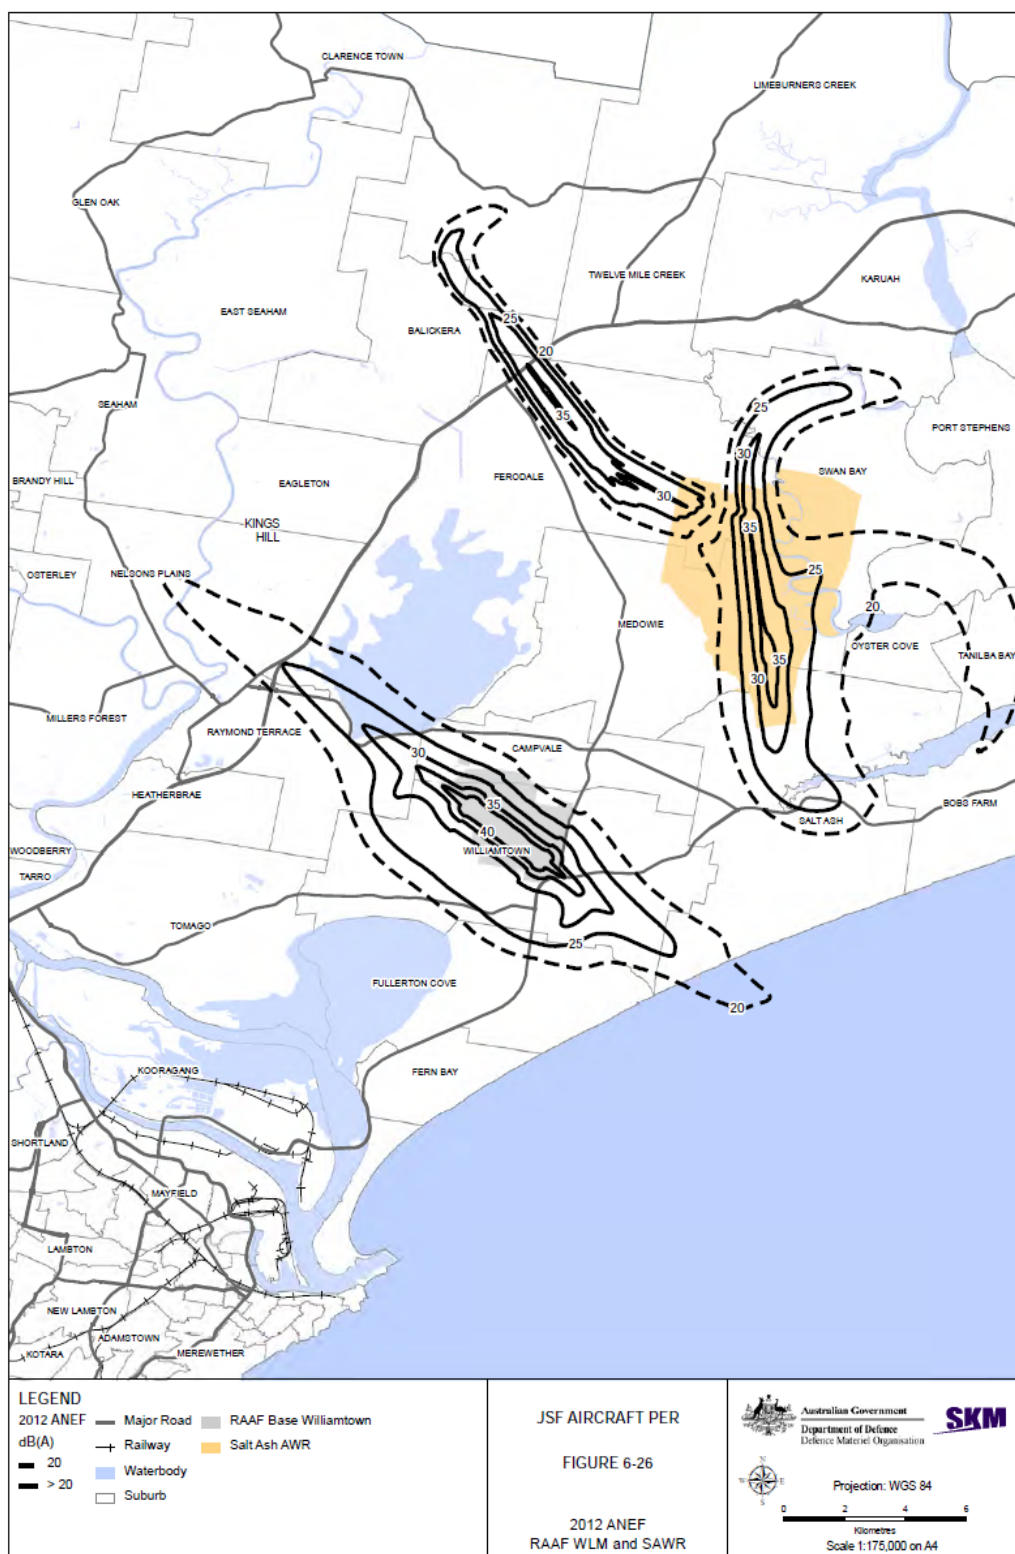 CLARENCE TOWN
LIMEBURNERS CREEK
GLEN OAK
TWELVE MILE CREEK
KARUAH
EAST SEAHAM
25
BALICKERA
20
SEAHAM
25
35
PORT STEPHENS
30
SWAN BAY
BRANDY HILL
EAGLETON
FERODALE
30
KINGS
HILL
35
OSTERLEY
NELSONS PLAINS
25
20
MEDOWIE
OYSTER COVE
TANILBA BAY
35
30
MILLERS FOREST
RAYMOND TERRACE
CAMPVALE
30
HEATHERBRAE
35
BOBS FARM
SALT ASH
40
WOODBERRY
WILLIAMTOWN
TARRO
TOMAGO
25
FULLERTON COVE
20
KOORAGANG
FERN BAY
SHORTLAND
MAYFIELD
LAMBTON
NEW LAMBTON
ADAMSTOWN
KOTARA
MEREWETHER
LEGEND
2012 ANEF
dB(A)
20
> 20
Major Road
Railway
Waterbody
Suburb
RAAF Base Williamtown
Salt Ash AWR
JSF AIRCRAFT PER
FIGURE 6-26
2012 ANEF
RAAF WLM and SAWR
Australian Government
Department of Defence
Defence Materiel Organisation
SKM
N
W E
S
Projection: WGS 84
0 2 4 6
Kilometres
Scale 1:175,000 on A4